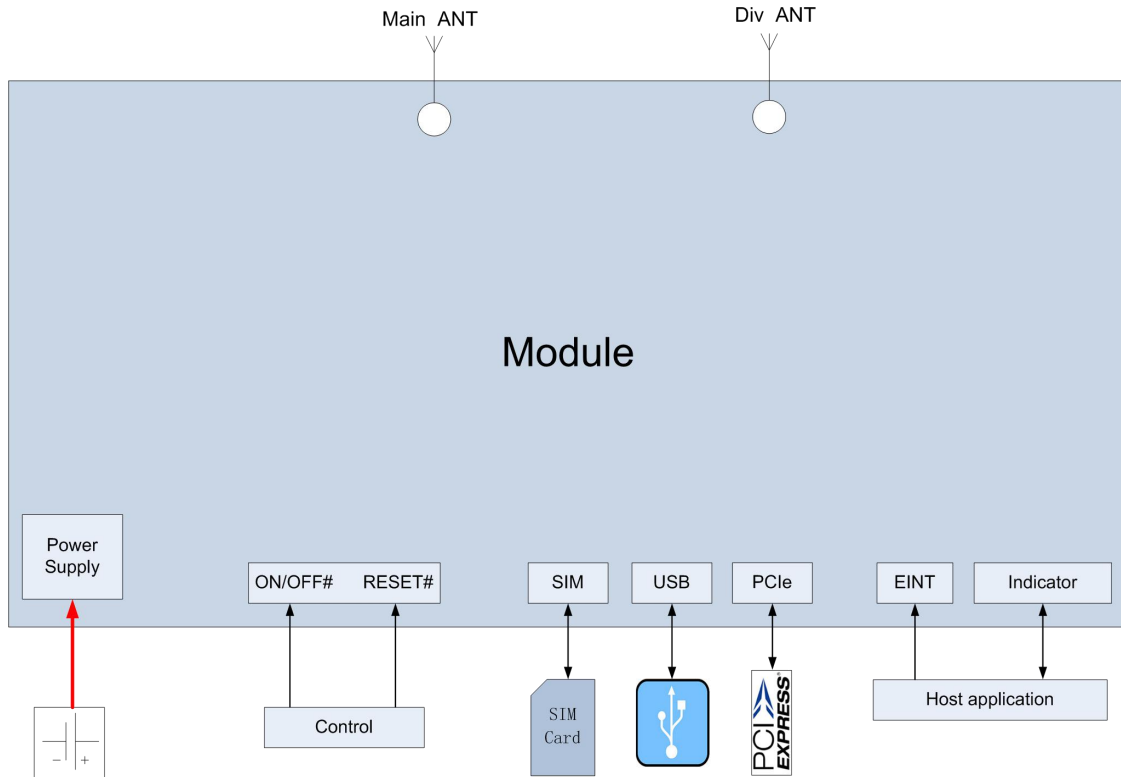 Main ANT
Div ANT
Module
Power
Supply
ON/OFF# RESET#
SIM
USB
PCIe
EINT
Indicator
Control
SIM
Card
PCI
EXPRESS®
Host application
- +